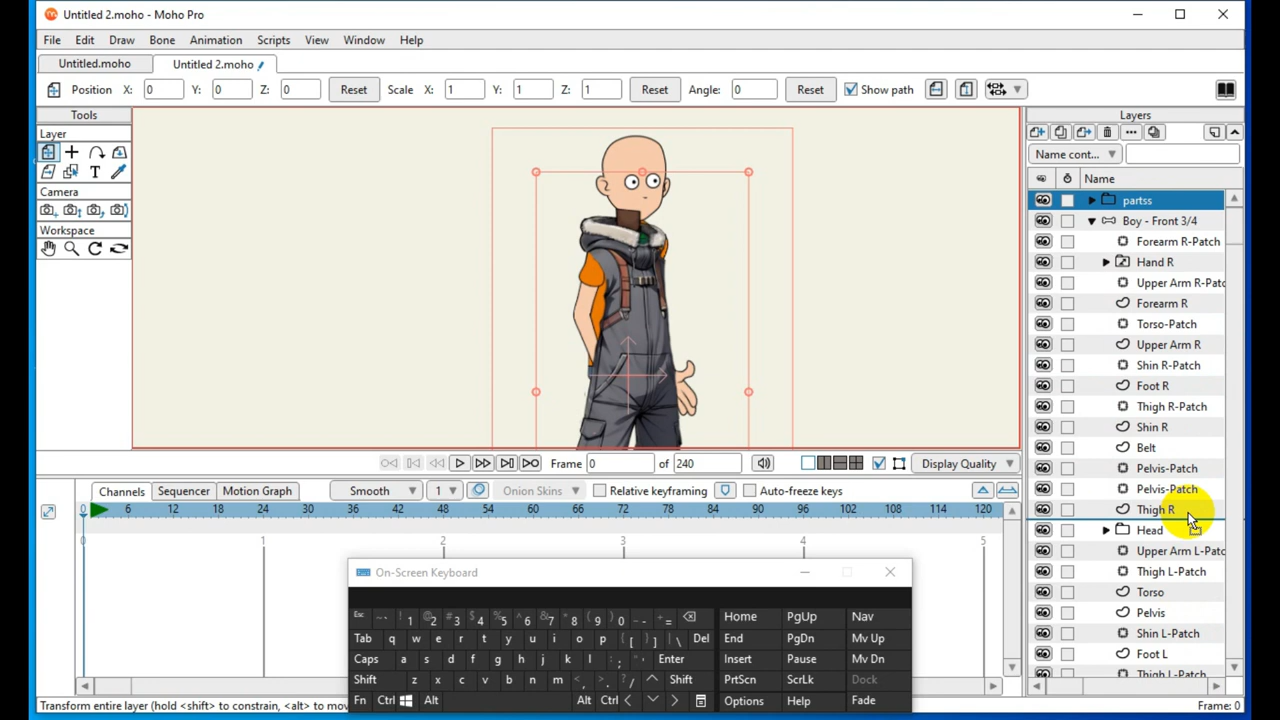 Untitled 2.moho - Moho Pro
File Edit Draw Bone Animation Scripts View Window Help
Untitled.moho Untitled 2.moho
Position X: 0 Y: 0 Z: 0 Reset Scale X: 1 Y: 1 Z: 1 Reset Angle: 0 Reset Show path
Tools
Layer
T
Camera
Workspace
Layers
Name cont...
Name
partss
Boy - Front 3/4
Forearm R-Patch
Hand R
Upper Arm R-Patc
Forearm R
Torso-Patch
Upper Arm R
Shin R-Patch
Foot R
Thigh R-Patch
Shin R
Belt
Pelvis-Patch
Pelvis-Patch
Thigh R
Head
Upper Arm L-Patc
Thigh L-Patch
Torso
Pelvis
Shin L-Patch
Foot L
Thigh L-Patch
Frame 0 of 240 Display Quality
Channels Sequencer Motion Graph Smooth 1 Onion Skins Relative keyframing Auto-freeze keys
0 6 12 18 24 30 36 42 48 54 60 66 72 78 84 90 96 102 108 114 120
0 1 2 3 4 5
On-Screen Keyboard
Esc ~ ` ! 1 @ 2 # 3 $ 4 % 5 ^ 6 & 7 * 8 ( 9 ) 0 _ - + = Home PgUp Nav
Tab q w e r t y u i o p { [ } ] | \ Del End PgDn Mv Up
Caps a s d f g h j k l : ; " ' Enter Insert Pause Mv Dn
Shift z x c v b n m < , > . ? / Shift PrtScn ScrLk Dock
Fn Ctrl Alt Alt Ctrl Options Help Fade
Transform entire layer (hold <shift> to constrain, <alt> to mov
Frame: 0